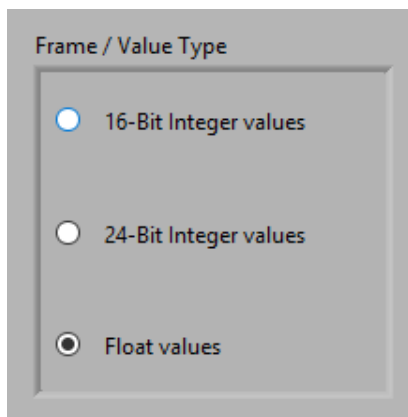 Frame / Value Type
16-Bit Integer values
24-Bit Integer values
Float values